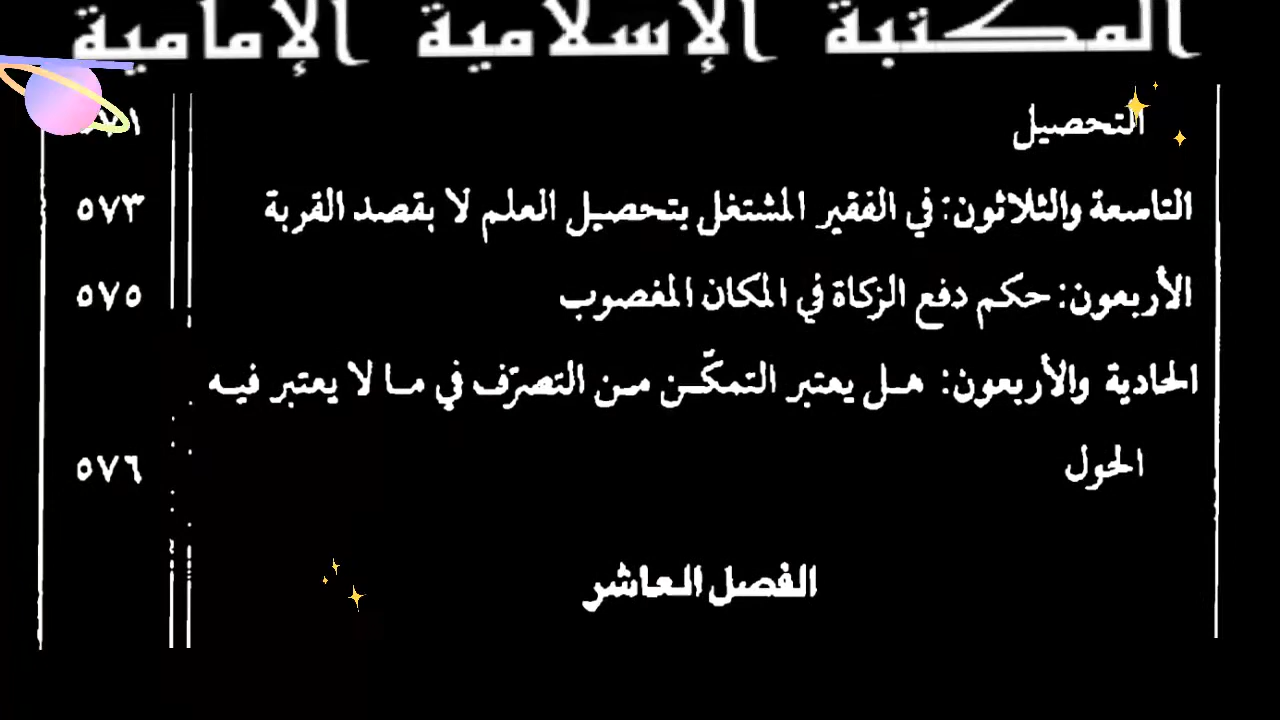 المكتبة الإسلامية الإمامية
التحصيل
التاسعة والثلاثون: في الفقير المشتغل بتحصيل العلم لا بقصد القربة ٥٧٣
الأربعون: حكم دفع الزكاة في المكان المغصوب ٥٧٥
الحادية والأربعون: هل يعتبر التمكّن من التصرّف في ما لا يعتبر فيه
الحول ٥٧٦
الفصل العاشر